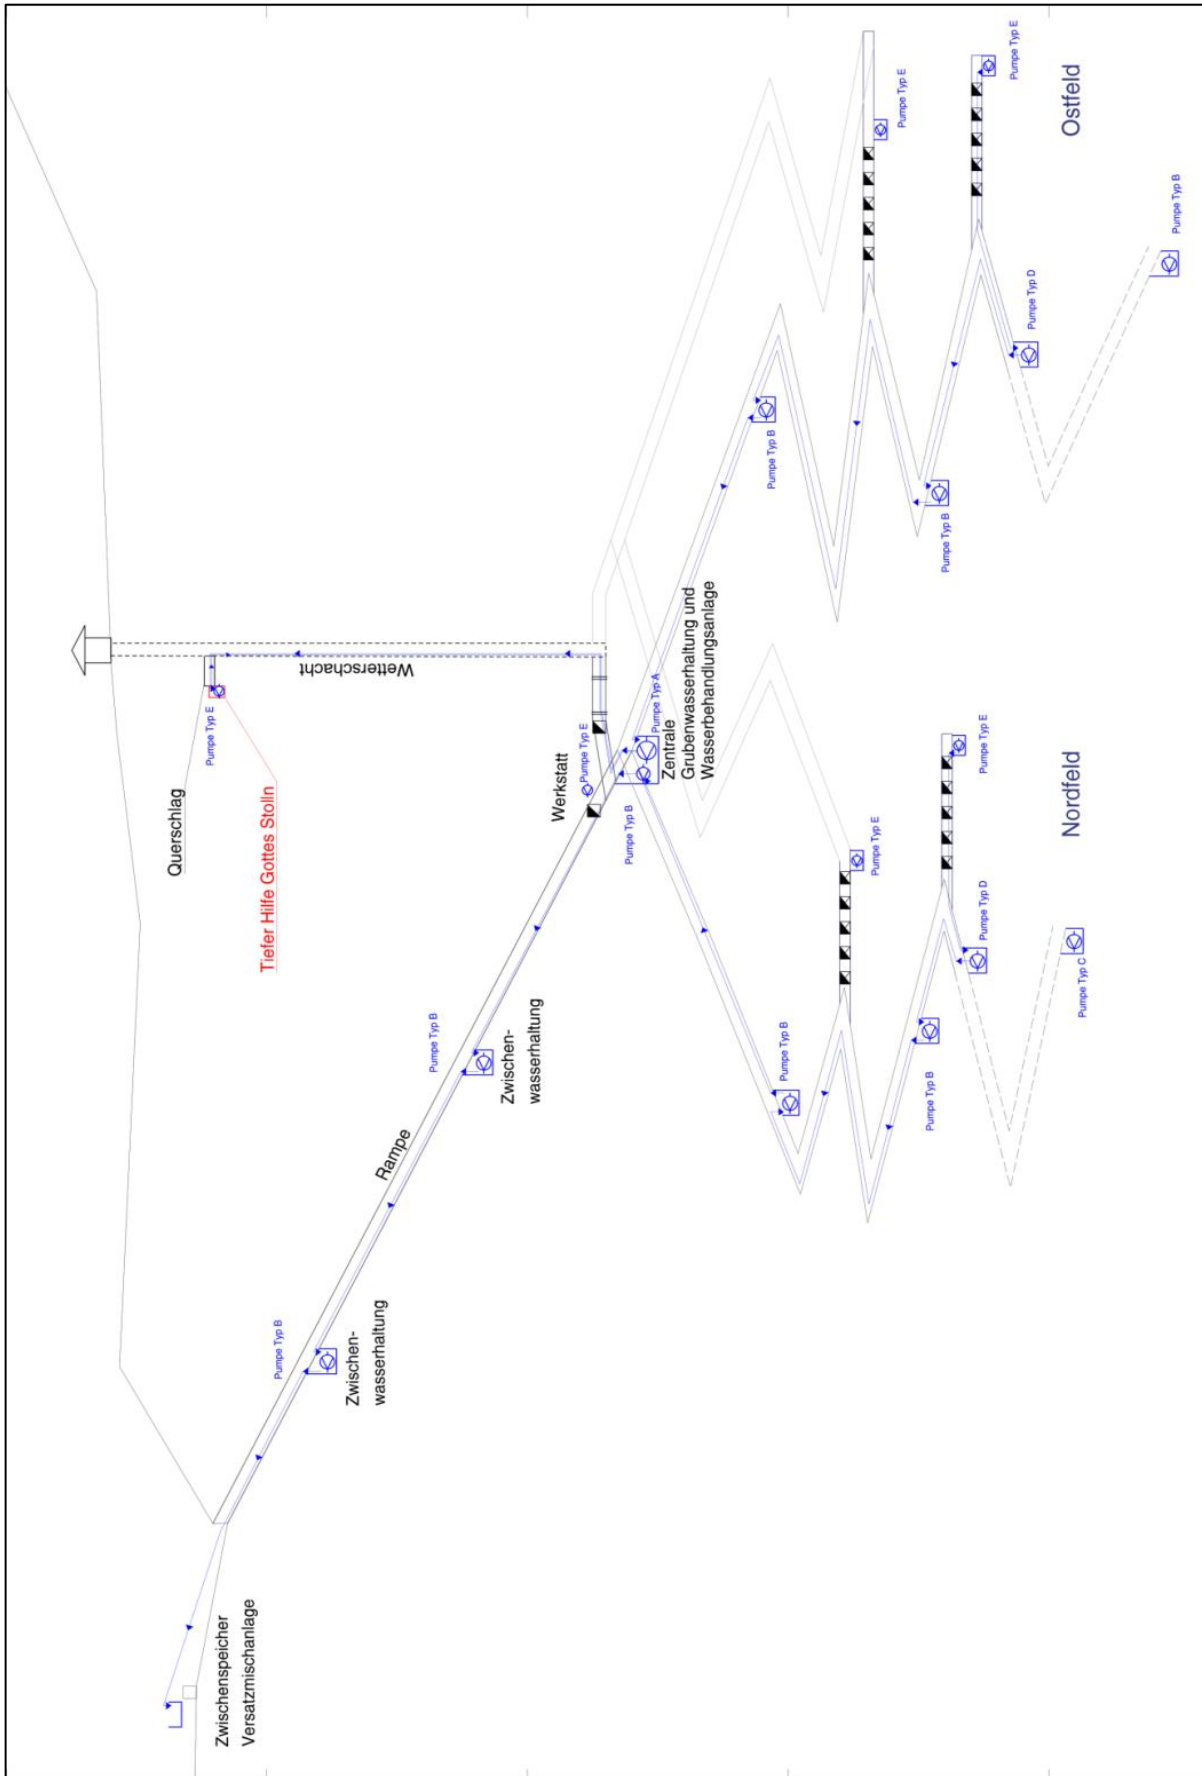 Querschlag
Pumpe Typ E
Zwischenspeicher
Versatzmischanlage
Tiefer Hilfe Gottes Stolln
Pumpe Typ B
Wetterschacht
Zwischen-
wasserhaltung
Rampe
Pumpe Typ B
Zwischen-
wasserhaltung
Werkstatt
Pumpe Typ E
Pumpe Typ B
Pumpe Typ A
Zentrale
Grubenwasserhaltung und
Wasserbehandlungsanlage
Pumpe Typ B
Pumpe Typ B
Pumpe Typ E
Pumpe Typ E
Pumpe Typ B
Pumpe Typ B
Pumpe Typ D
Pumpe Typ E
Pumpe Typ E
Pumpe Typ D
Nordfeld
Ostfeld
Pumpe Typ C
Pumpe Typ B